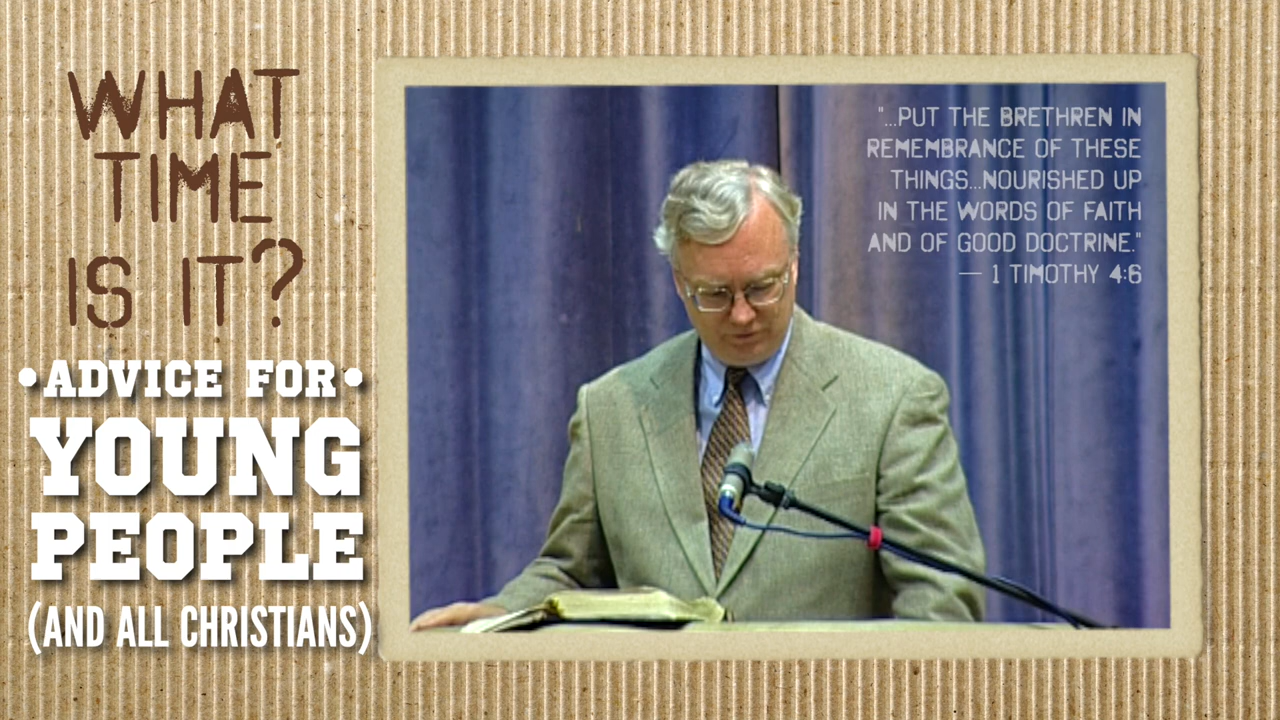 WHAT
TIME
IS IT?
•ADVICE FOR•
YOUNG
PEOPLE
(AND ALL CHRISTIANS)
"...PUT THE BRETHREN IN
REMEMBRANCE OF THESE
THINGS...NOURISHED UP
IN THE WORDS OF FAITH
AND OF GOOD DOCTRINE."
— 1 TIMOTHY 4:6